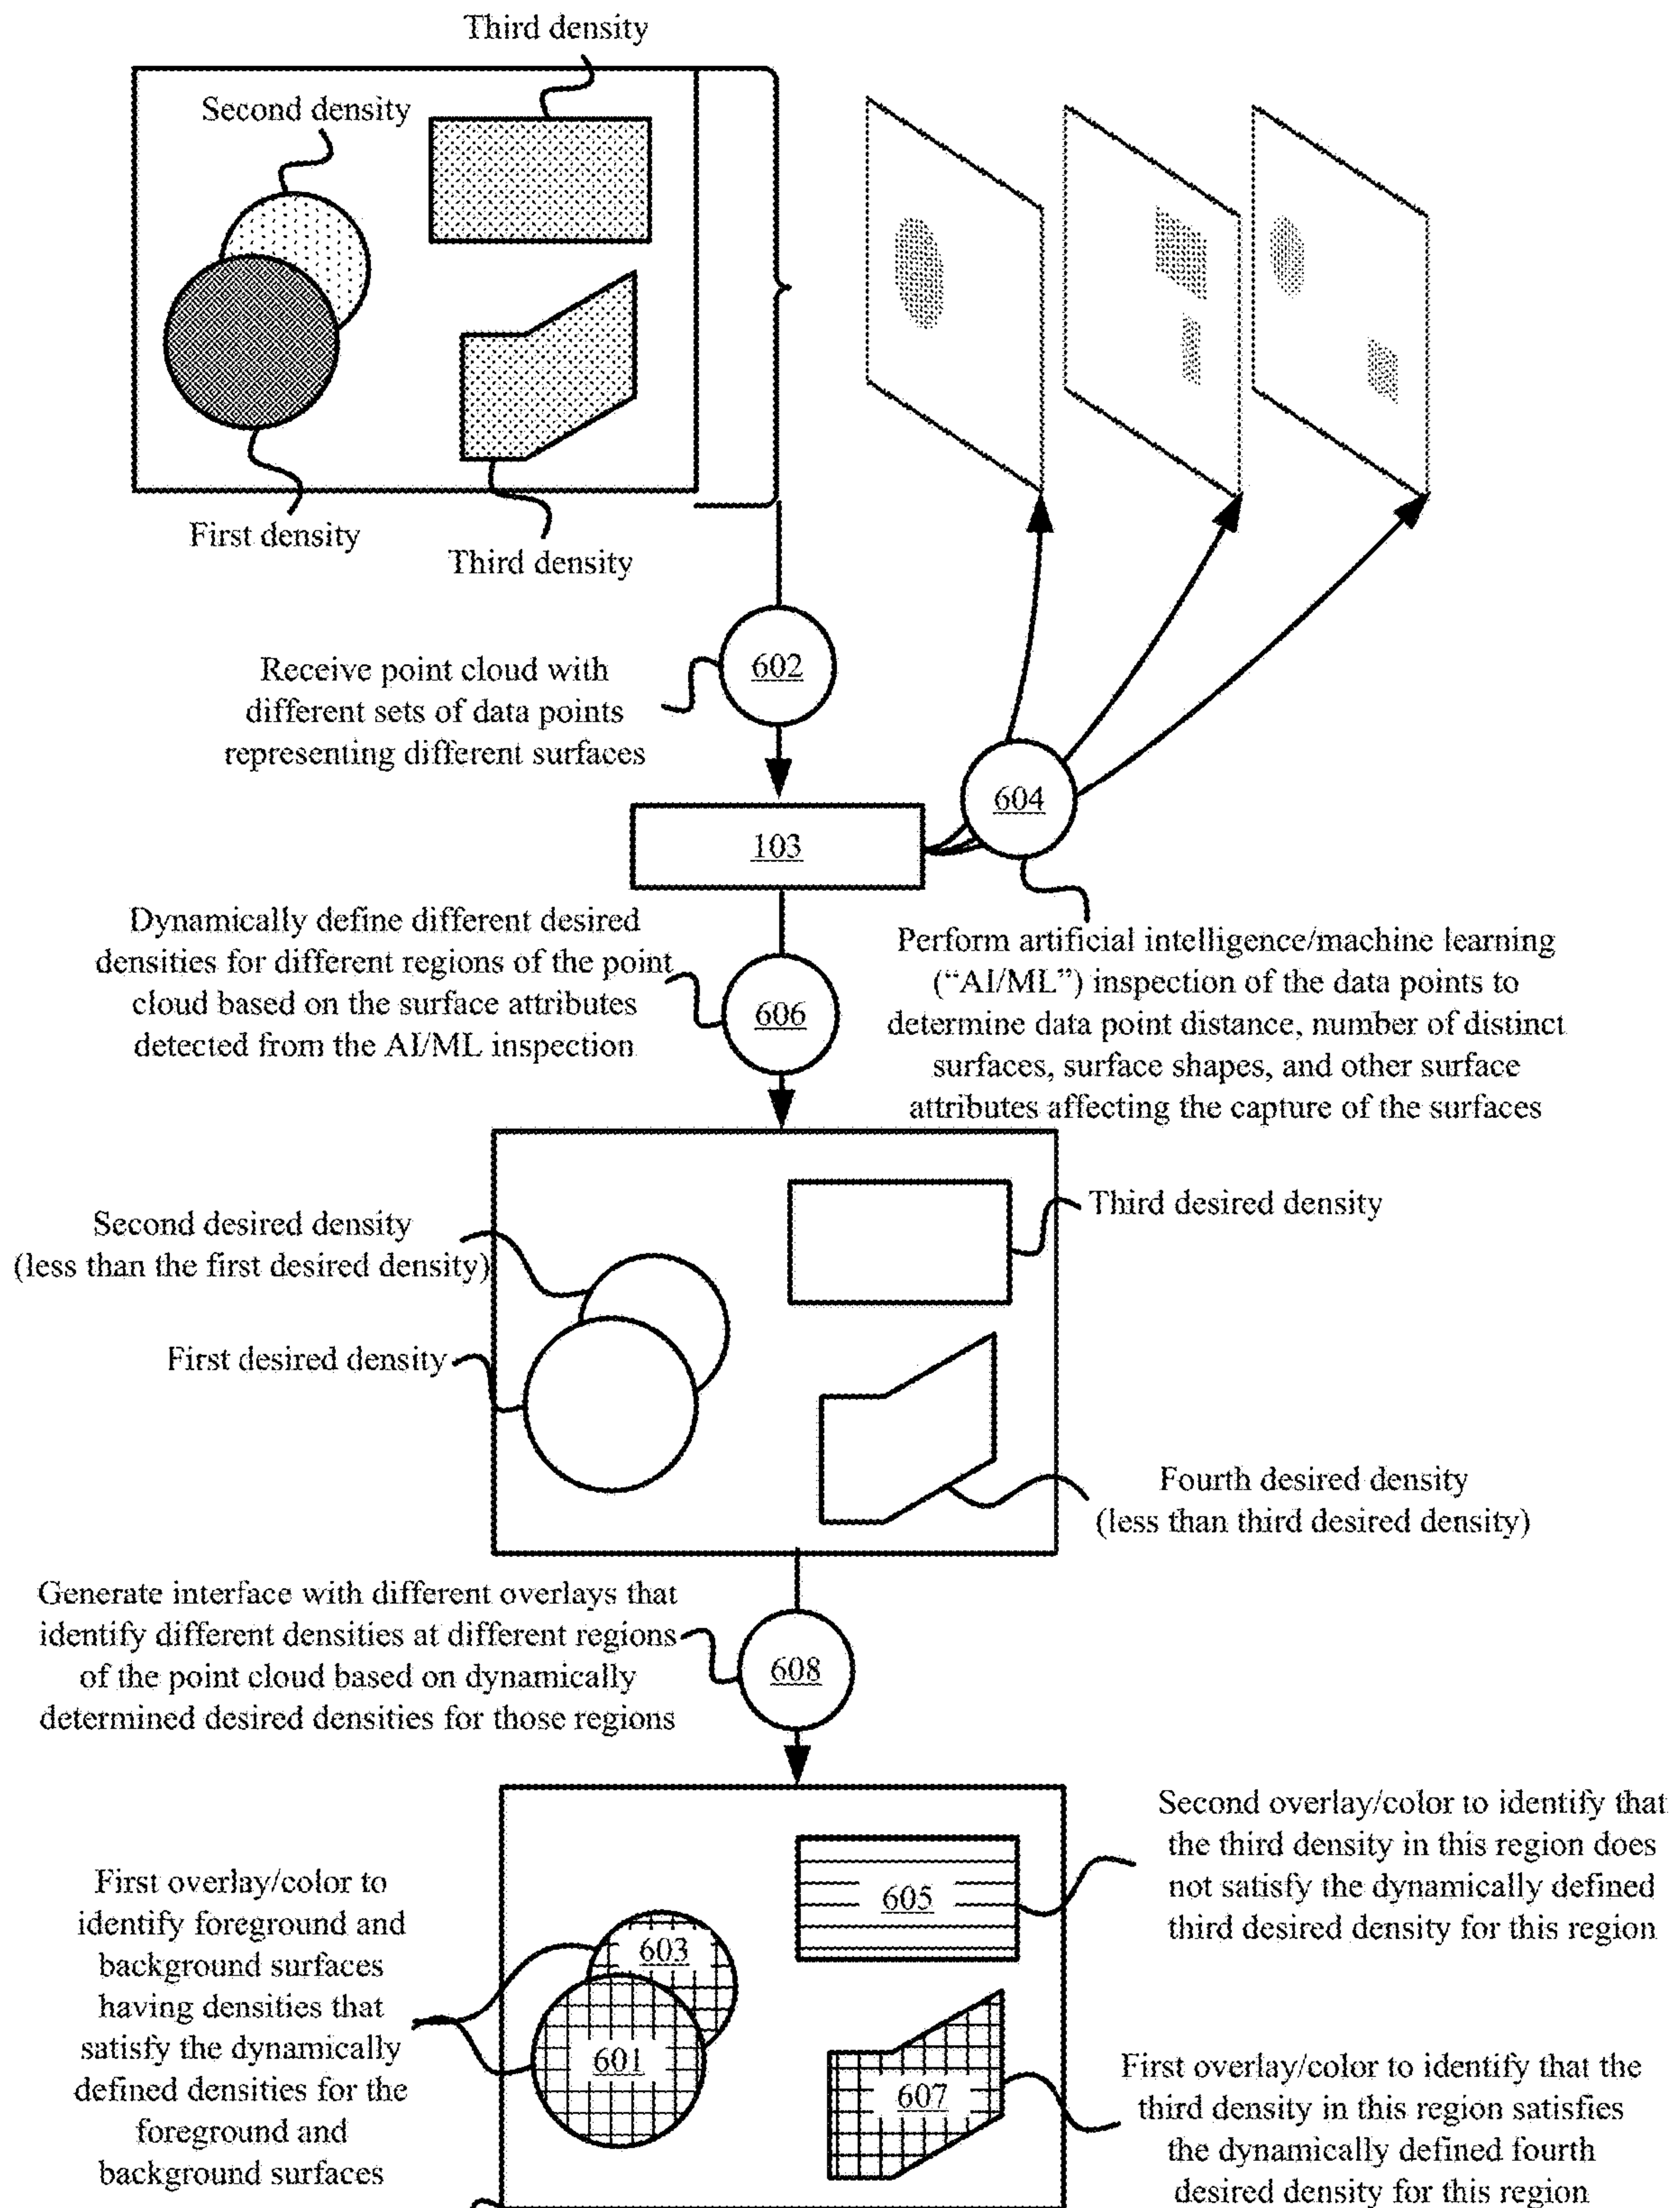 Third density
Second density
First density
Third density
602
Receive point cloud with
different sets of data points
representing different surfaces
604
103
Dynamically define different desired
densities for different regions of the point
cloud based on the surface attributes
detected from the AI/ML inspection
606
Perform artificial intelligence/machine learning
(“AI/ML”) inspection of the data points to
determine data point distance, number of distinct
surfaces, surface shapes, and other surface
attributes affecting the capture of the surfaces
Third desired density
Second desired density
(less than the first desired density)
First desired density
Fourth desired density
(less than third desired density)
Generate interface with different overlays that
identify different densities at different regions
of the point cloud based on dynamically
determined desired densities for those regions
608
Second overlay/color to identify that
the third density in this region does
not satisfy the dynamically defined
third desired density for this region
605
First overlay/color to
identify foreground and
background surfaces
having densities that
satisfy the dynamically
defined densities for the
foreground and
background surfaces
603
601
607
First overlay/color to identify that the
third density in this region satisfies
the dynamically defined fourth
desired density for this region